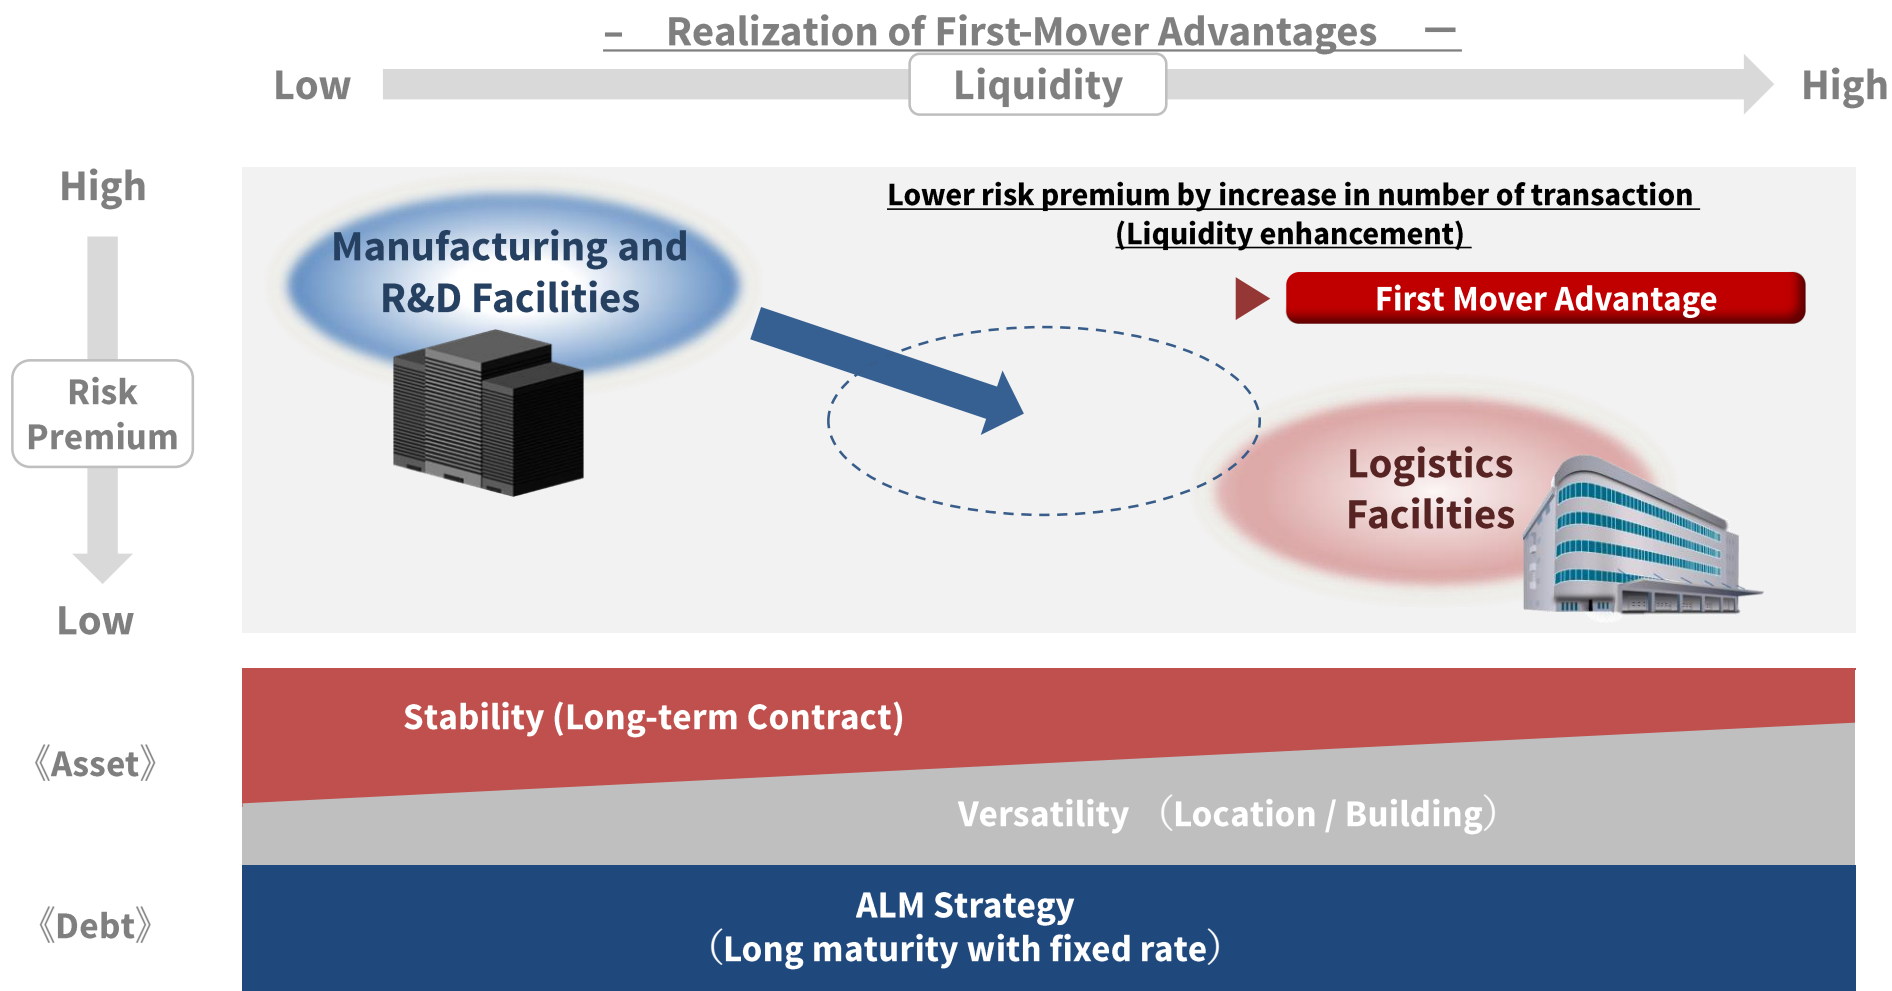 – Realization of First-Mover Advantages —
Low
Liquidity
High
High
Risk
Premium
Low
Lower risk premium by increase in number of transaction
(Liquidity enhancement)
First Mover Advantage
Manufacturing and
R&D Facilities
Logistics
Facilities
《Asset》
Stability (Long-term Contract)
Versatility （Location / Building）
《Debt》
ALM Strategy
（Long maturity with fixed rate）